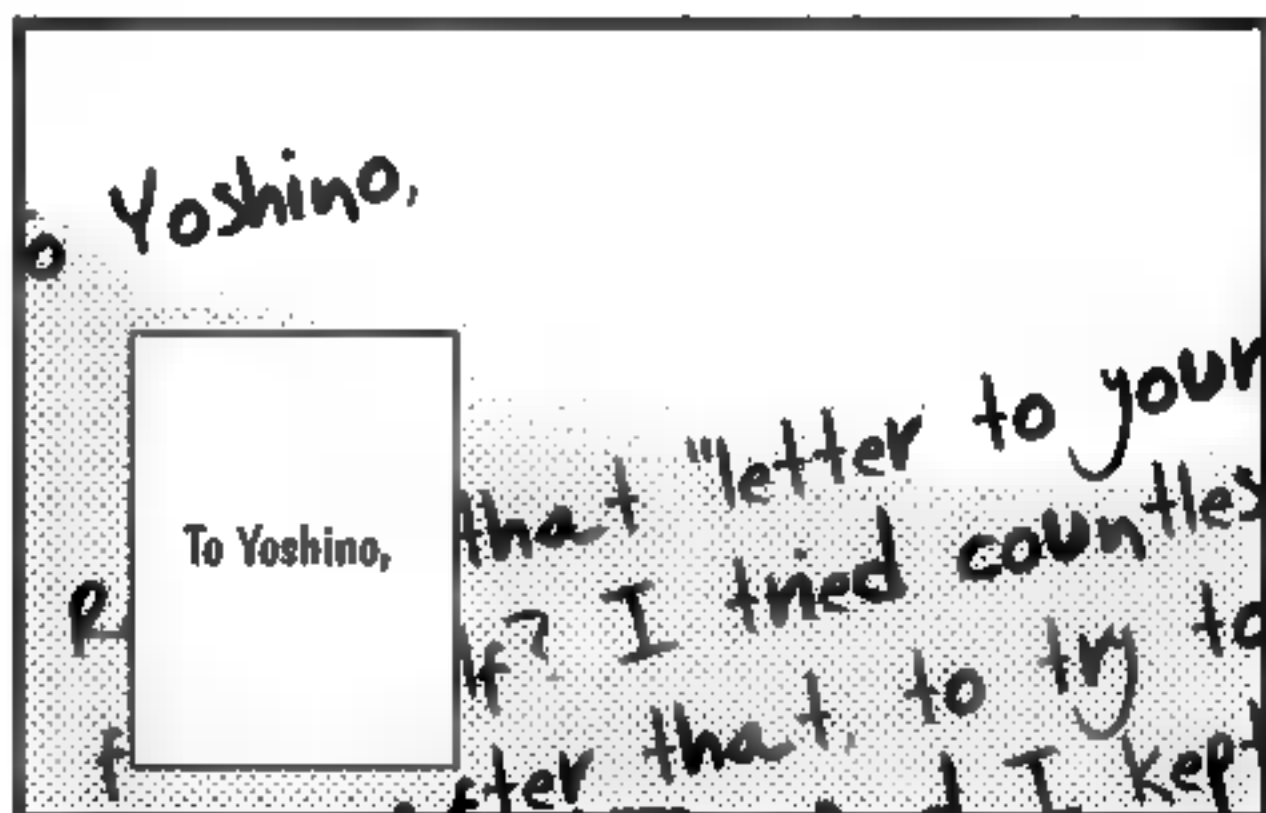 o Yoshino,
To Yoshino,
that "letter to your
lf? I tried countles
fter that, to try to
d I kept